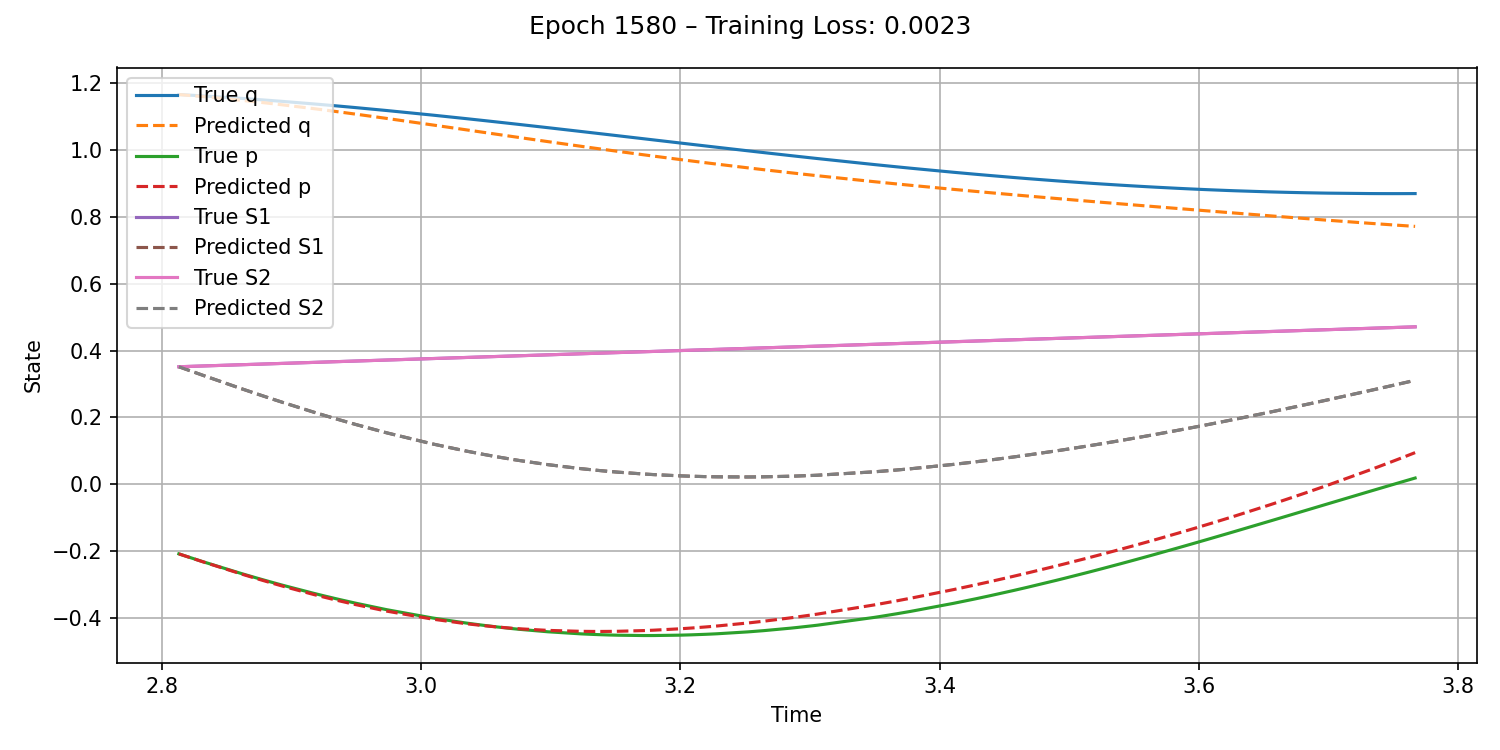 Epoch 1580 – Training Loss: 0.0023
True q
Predicted q
True p
Predicted p
True S1
Predicted S1
True S2
Predicted S2
State
1.2
1.0
0.8
0.6
0.4
0.2
0.0
−0.2
−0.4
2.8 3.0 3.2 3.4 3.6 3.8
Time